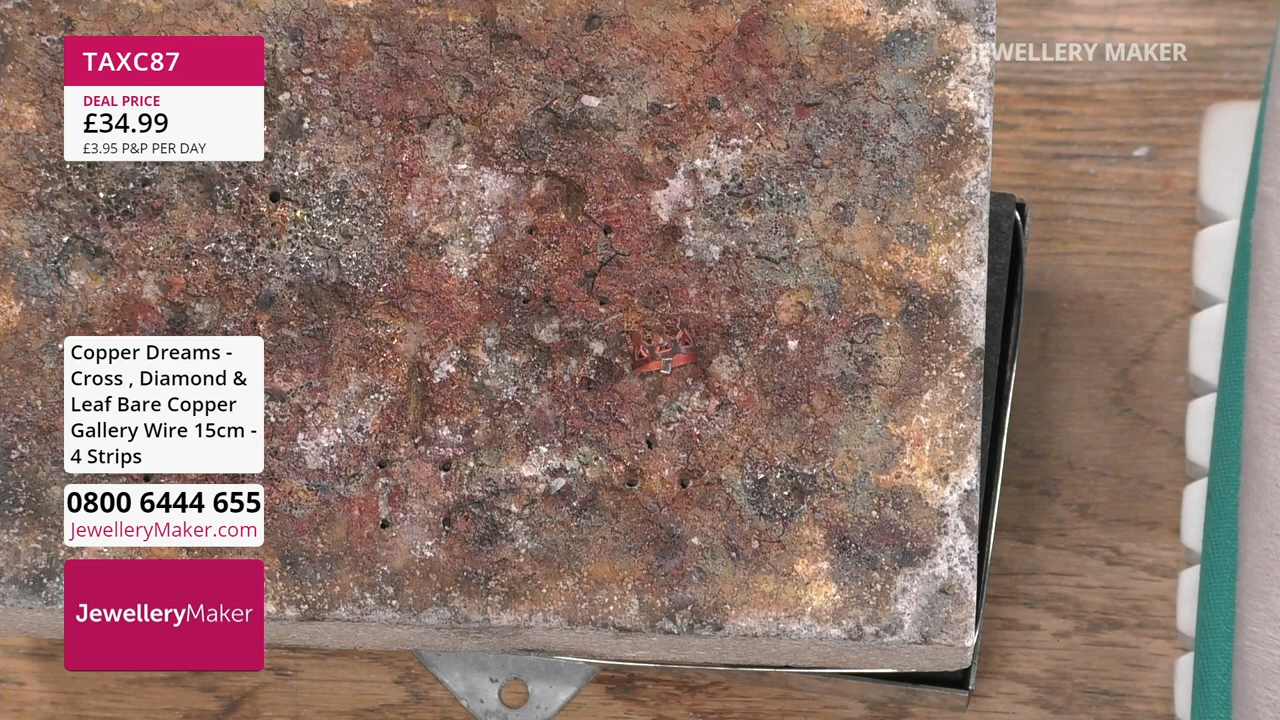 TAXC87
DEAL PRICE
£34.99
£3.95 P&P PER DAY
JEWELLERY MAKER
Copper Dreams -
Cross , Diamond &
Leaf Bare Copper
Gallery Wire 15cm -
4 Strips
0800 6444 655
JewelleryMaker.com
JewelleryMaker